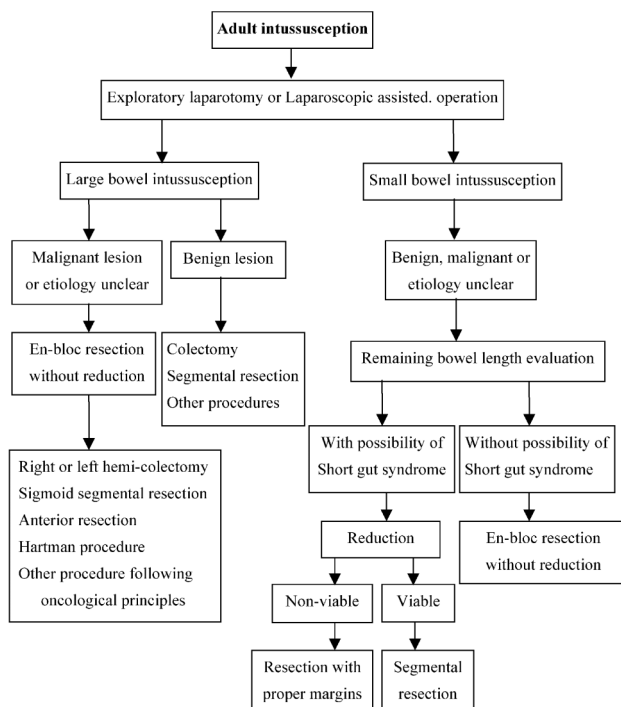 Adult intussusception
Exploratory laparotomy or Laparoscopic assisted. operation
Large bowel intussusception
Small bowel intussusception
Malignant lesion
or etiology unclear
Benign lesion
Benign, malignant or
etiology unclear
En-bloc resection
without reduction
Colectomy
Segmental resection
Other procedures
Remaining bowel length evaluation
With possibility of
Short gut syndrome
Without possibility of
Short gut syndrome
Right or left hemi-colectomy
Sigmoid segmental resection
Anterior resection
Hartman procedure
Other procedure following
oncological principles
Reduction
En-bloc resection
without reduction
Non-viable
Viable
Resection with
proper margins
Segmental
resection